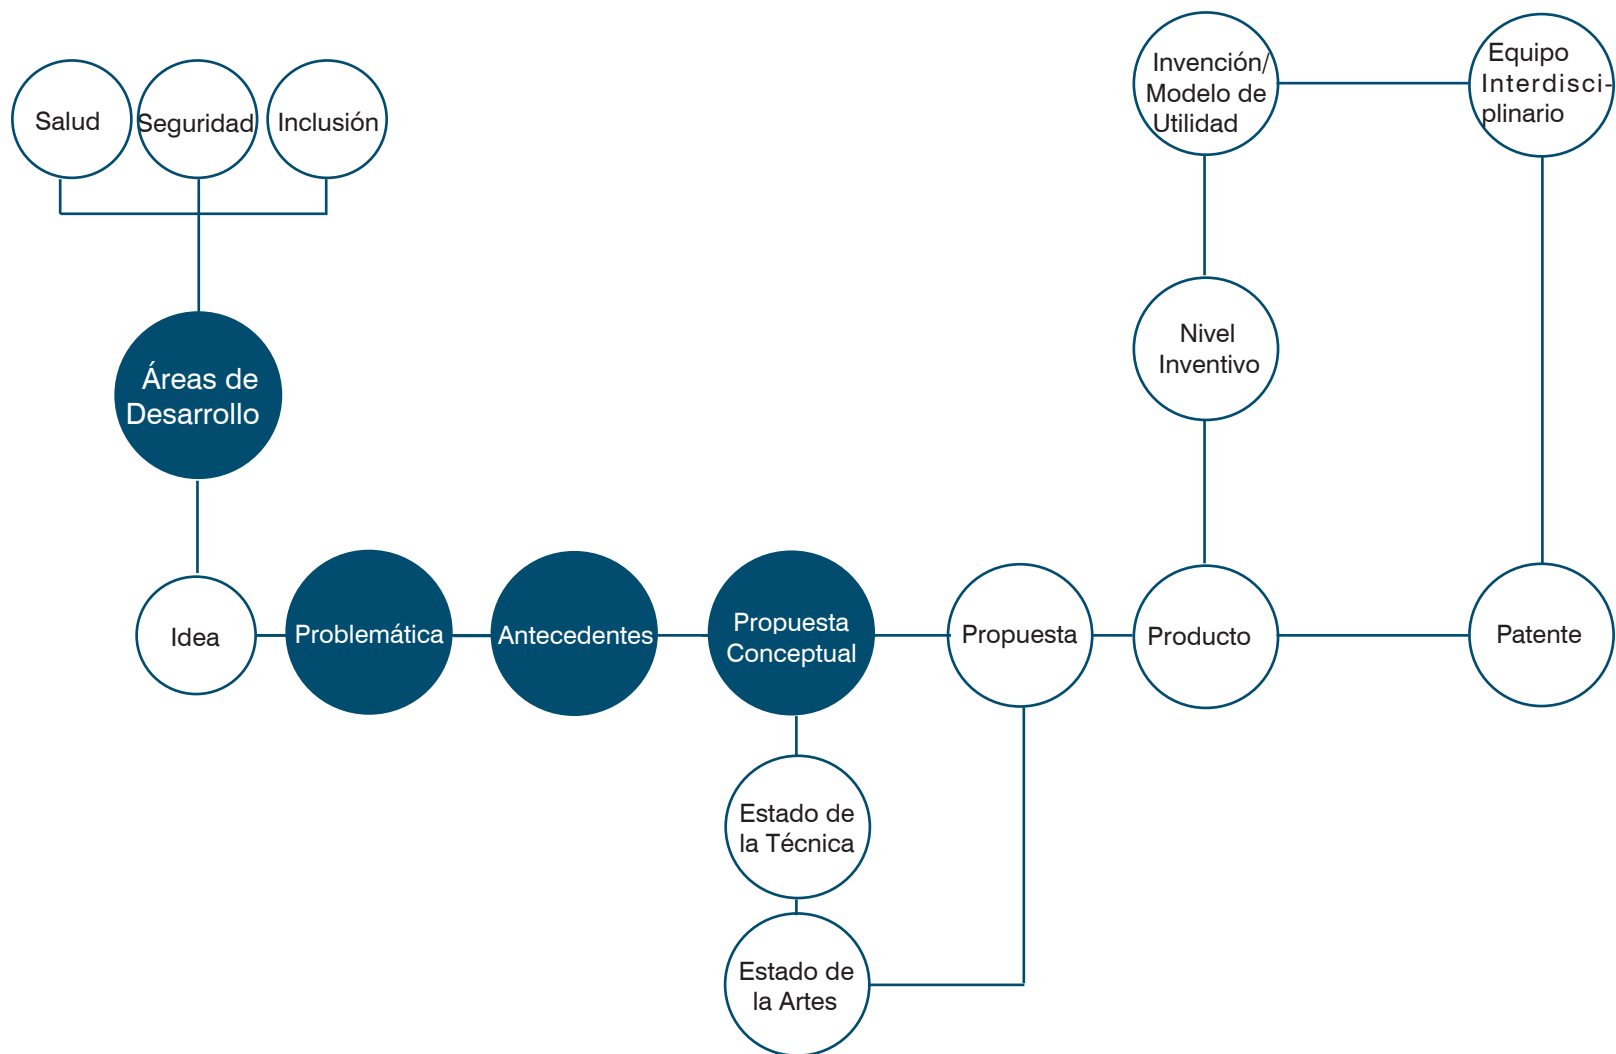 Salud
Seguridad
Inclusión
Invención/
Modelo de
Utilidad
Equipo
Interdisci-
plinario
Nivel
Inventivo
Áreas de
Desarrollo
Idea
Problemática
Antecedentes
Propuesta
Conceptual
Propuesta
Producto
Patente
Estado de
la Técnica
Estado de
la Artes